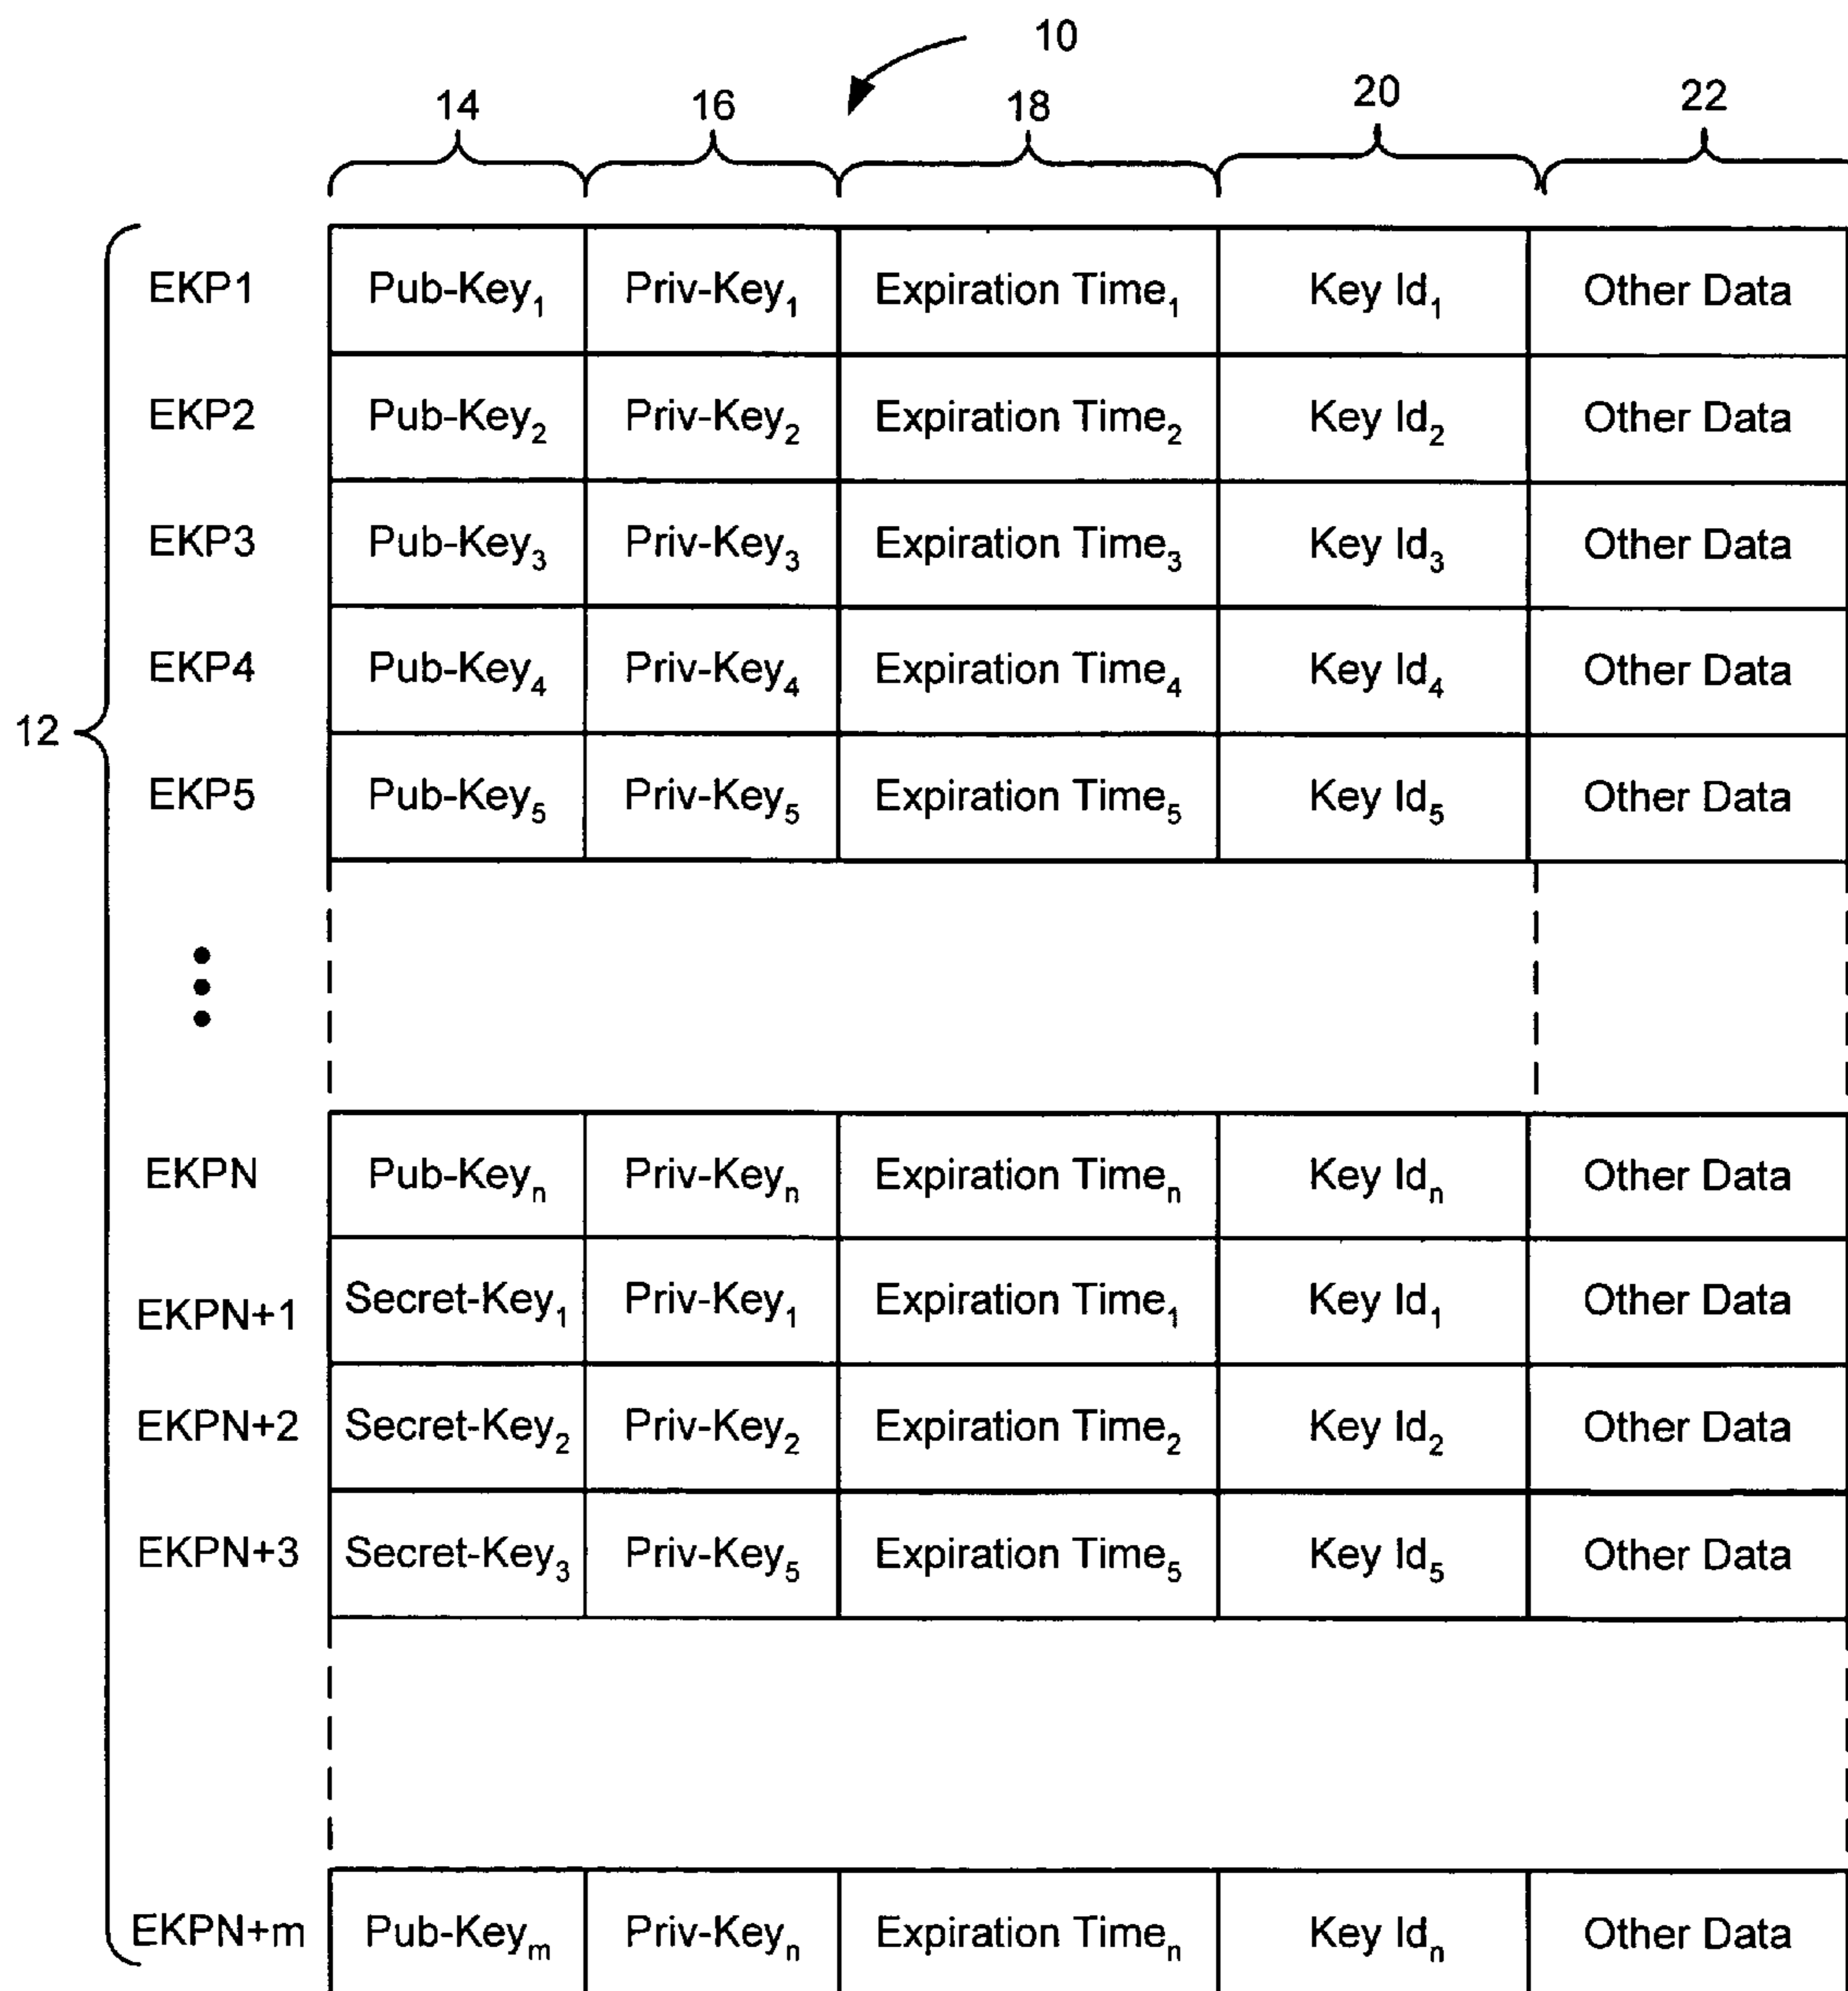 10
14 16 18 20 22
EKP1 Pub-Key₁ Priv-Key₁ Expiration Time₁ Key Id₁ Other Data
EKP2 Pub-Key₂ Priv-Key₂ Expiration Time₂ Key Id₂ Other Data
EKP3 Pub-Key₃ Priv-Key₃ Expiration Time₃ Key Id₃ Other Data
EKP4 Pub-Key₄ Priv-Key₄ Expiration Time₄ Key Id₄ Other Data
12
EKP5 Pub-Key₅ Priv-Key₅ Expiration Time₅ Key Id₅ Other Data
EKPN Pub-Keyₙ Priv-Keyₙ Expiration Timeₙ Key Idₙ Other Data
EKPN+1 Secret-Key₁ Priv-Key₁ Expiration Time₁ Key Id₁ Other Data
EKPN+2 Secret-Key₂ Priv-Key₂ Expiration Time₂ Key Id₂ Other Data
EKPN+3 Secret-Key₃ Priv-Key₅ Expiration Time₅ Key Id₅ Other Data
EKPN+m Pub-Keyₘ Priv-Keyₙ Expiration Timeₙ Key Idₙ Other Data